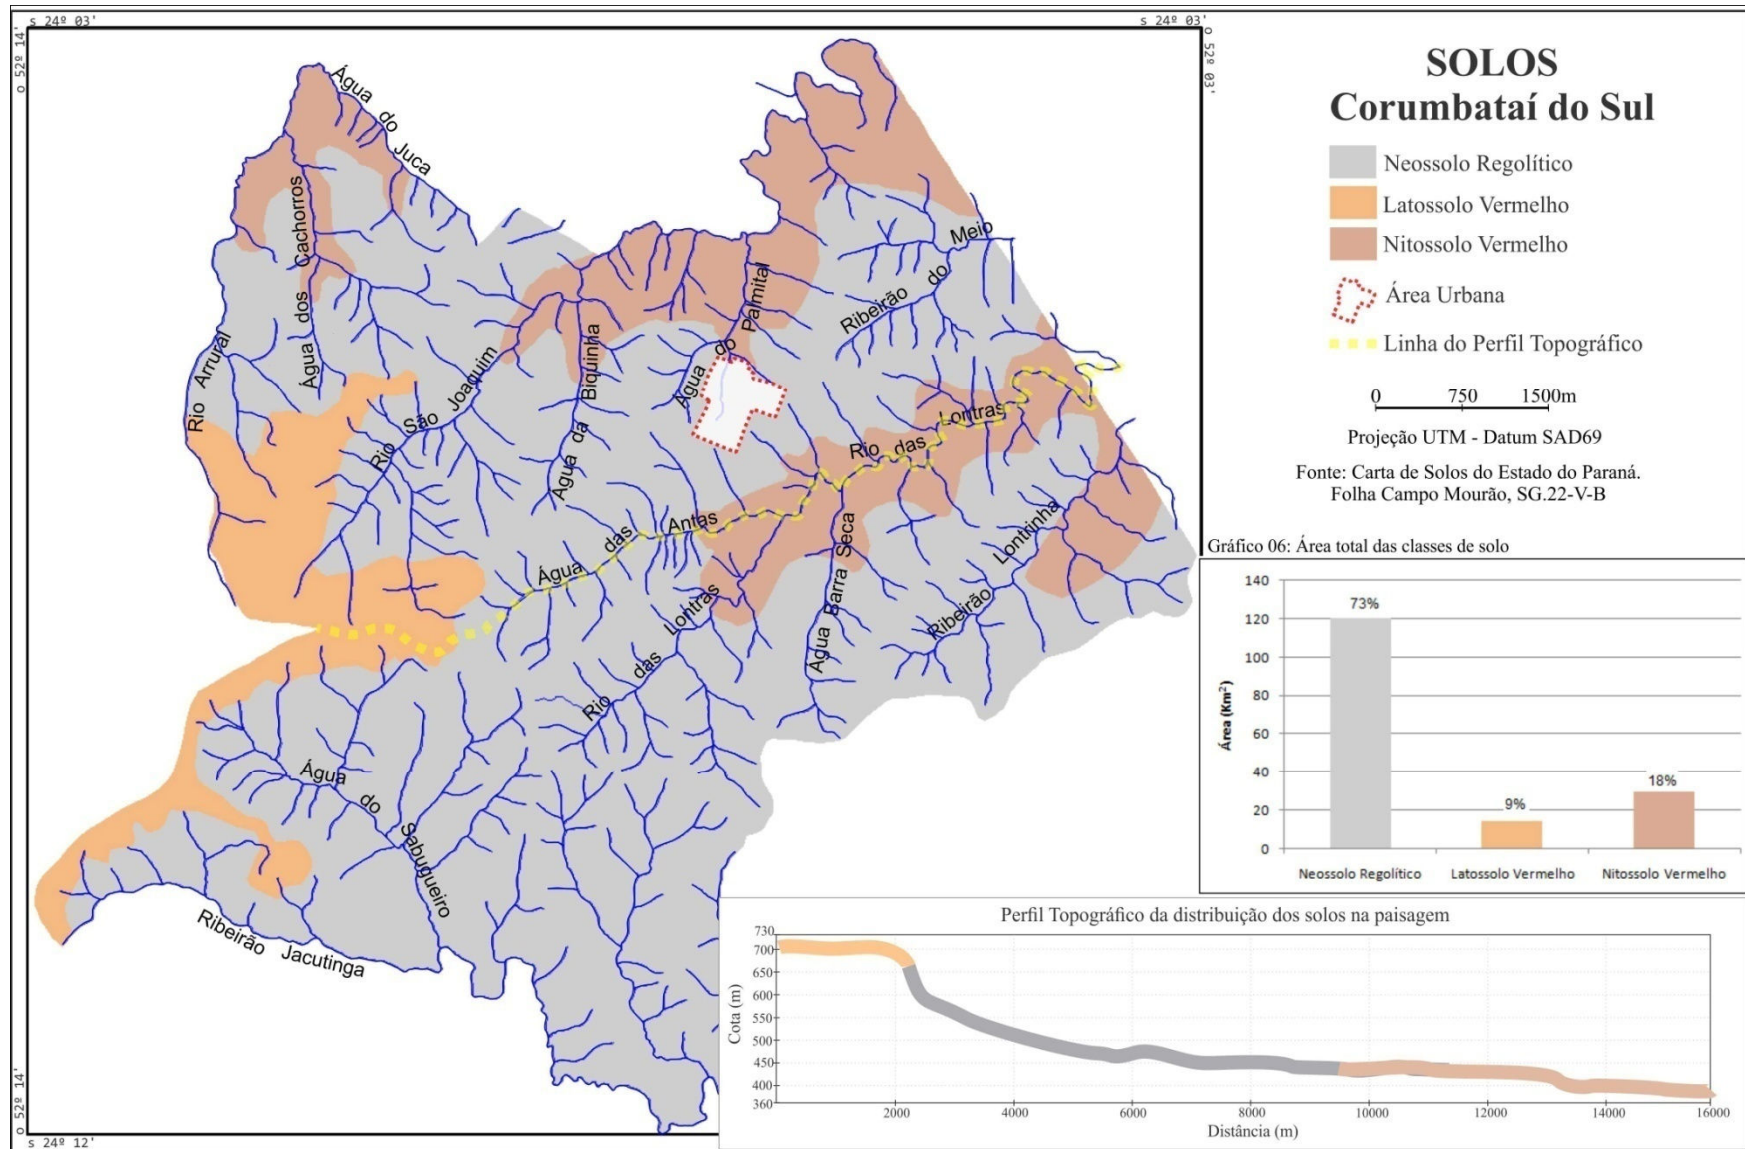 s 24º 03'
s 24º 03'
o 52º 14'
o 52º 03'
SOLOS
Corumbataí do Sul
Neossolo Regolítico
Latossolo Vermelho
Nitossolo Vermelho
Área Urbana
Linha do Perfil Topográfico
0 750 1500m
Projeção UTM - Datum SAD69
Fonte: Carta de Solos do Estado do Paraná.
Folha Campo Mourão, SG.22-V-B
Água do Juca
Água dos Cachorros
Rio Arrural
Rio São Joaquim
Água da Biquinha
Água do Palmital
Ribeirão do Meio
Rio das Lontras
Água das Antas
Água Barra Seca
Ribeirão Lontrinha
Rio das Lontras
Água do Sabugueiro
Ribeirão Jacutinga
o 52º 14'
s 24º 12'
Gráfico 06: Área total das classes de solo
Área (Km²)
140
120
100
80
60
40
20
0
73%
9%
18%
Neossolo Regolítico Latossolo Vermelho Nitossolo Vermelho
Perfil Topográfico da distribuição dos solos na paisagem
Cota (m)
730
700
650
600
550
500
450
400
360
2000 4000 6000 8000 10000 12000 14000 16000
Distância (m)